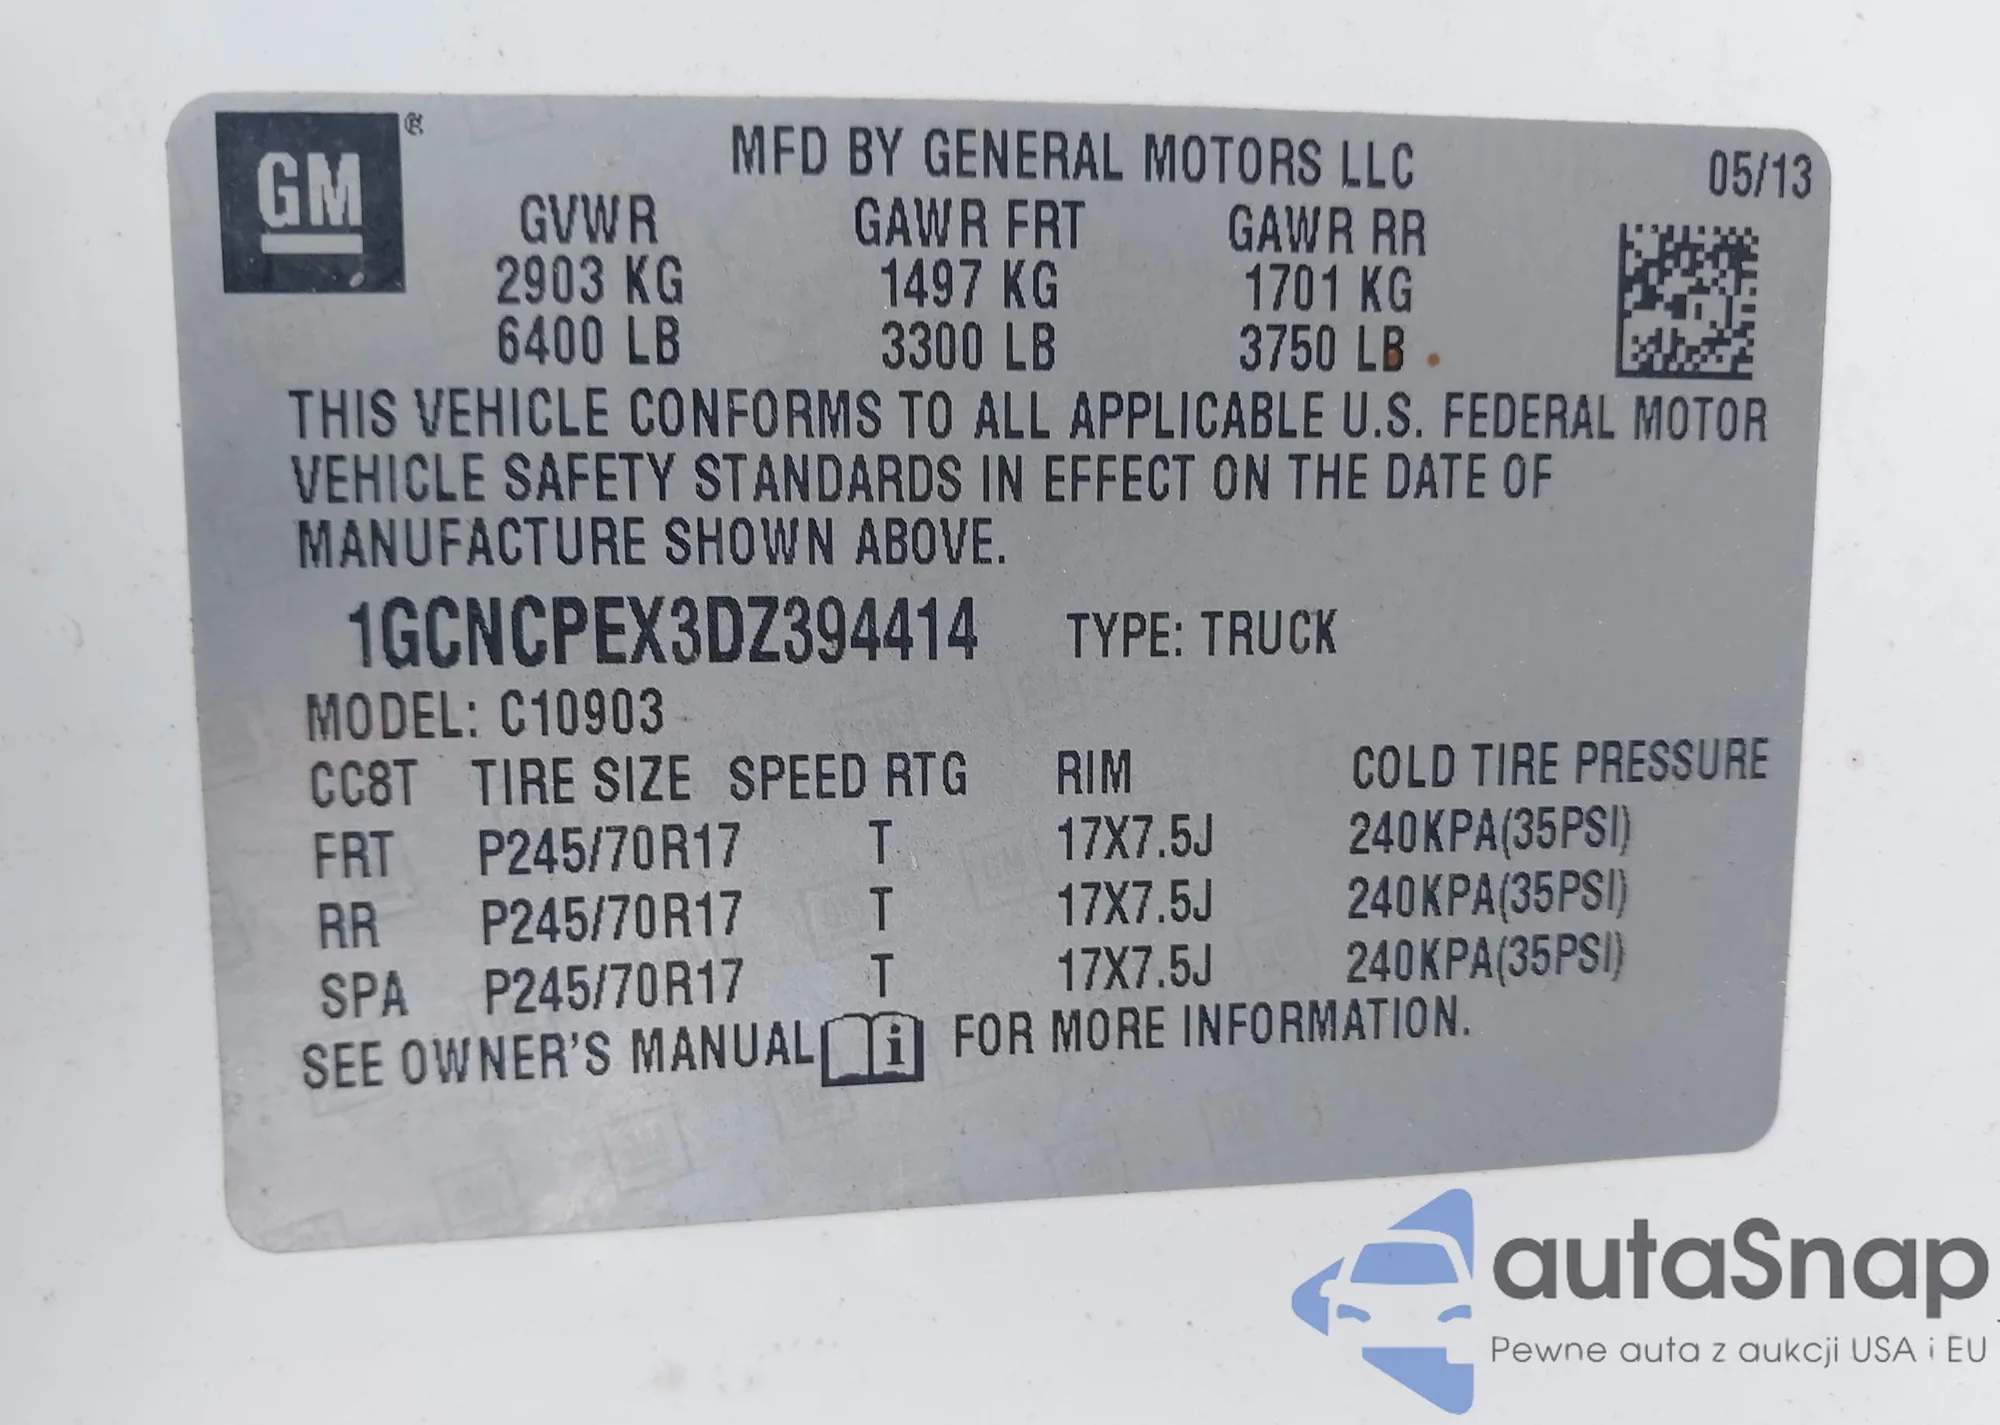 GM ®
MFD BY GENERAL MOTORS LLC 05/13
GVWR GAWR FRT GAWR RR
2903 KG 1497 KG 1701 KG
6400 LB 3300 LB 3750 LB
THIS VEHICLE CONFORMS TO ALL APPLICABLE U.S. FEDERAL MOTOR
VEHICLE SAFETY STANDARDS IN EFFECT ON THE DATE OF
MANUFACTURE SHOWN ABOVE.
1GCNCPEX3DZ394414 TYPE: TRUCK
MODEL: C10903
CC8T TIRE SIZE SPEED RTG RIM COLD TIRE PRESSURE
FRT P245/70R17 T 17X7.5J 240KPA(35PSI)
RR P245/70R17 T 17X7.5J 240KPA(35PSI)
SPA P245/70R17 T 17X7.5J 240KPA(35PSI)
SEE OWNER'S MANUAL i FOR MORE INFORMATION.
autaSnap
Pewne auta z aukcji USA i EU